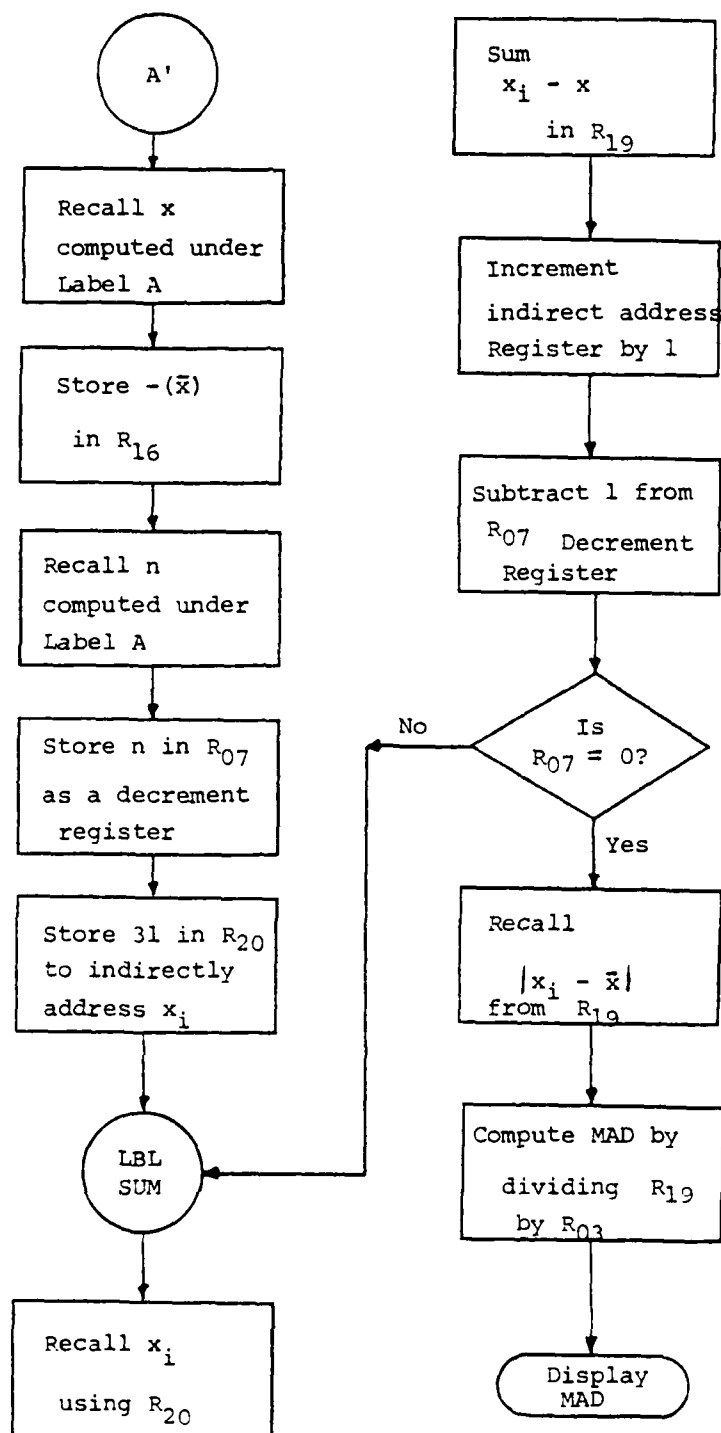 A'
Recall x
computed under
Label A
Store -(x̄)
in R16
Recall n
computed under
Label A
Store n in R07
as a decrement
register
Store 31 in R20
to indirectly
address xi
LBL
SUM
Recall xi
using R20
Sum
xi - x
in R19
Increment
indirect address
Register by 1
Subtract 1 from
R07 Decrement
Register
Is
R07 = 0?
No
Yes
Recall
|xi - x̄|
from R19
Compute MAD by
dividing R19
by R03
Display
MAD